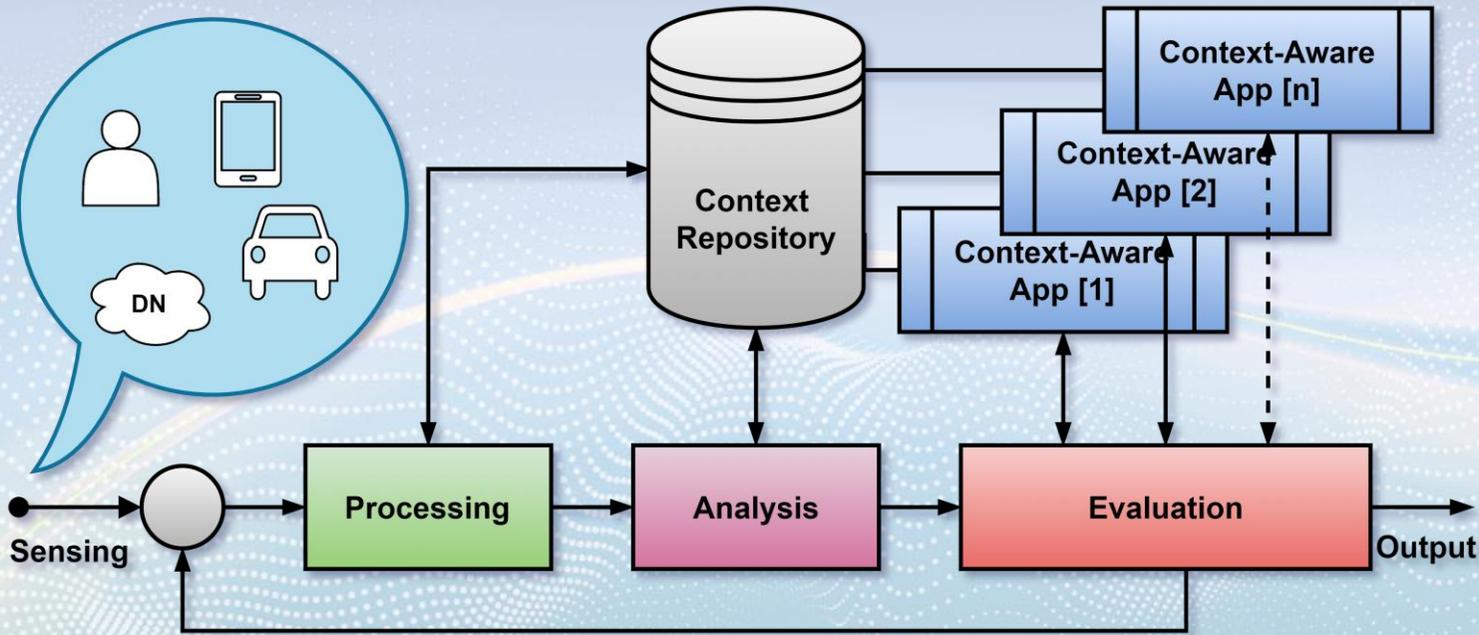 Context-Aware
App [n]
Context-Aware
App [2]
Context-Aware
App [1]
Context
Repository
DN
Sensing
Processing
Analysis
Evaluation
Output